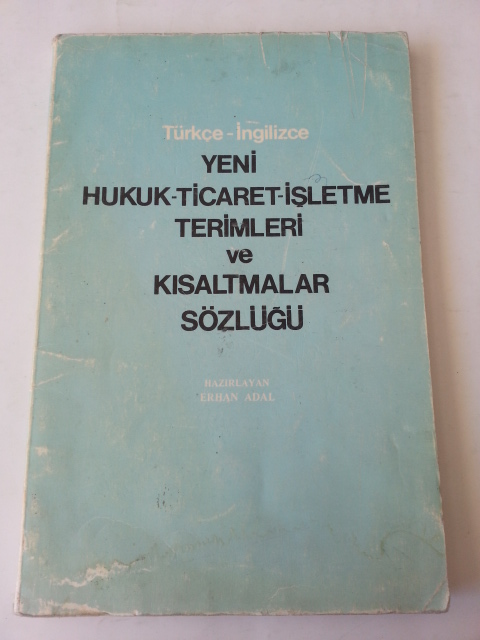 Türkçe - İngilizce
YENİ
HUKUK-TİCARET-İŞLETME
TERİMLERİ
ve
KISALTMALAR
SÖZLÜĞÜ
HAZIRLAYAN
ERHAN ADAL